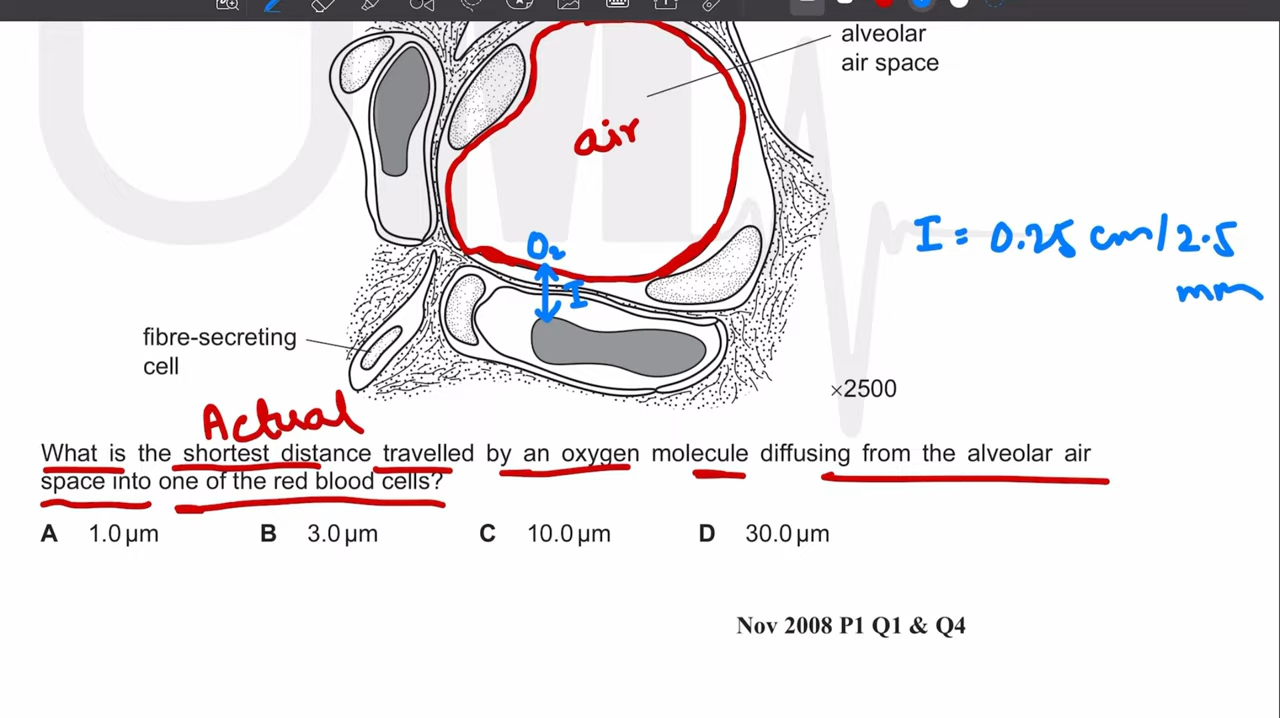 alveolar
air space
air
I = 0.25 cm/2.5
mm
O₂
I
fibre-secreting
cell
×2500
Actual
What is the shortest distance travelled by an oxygen molecule diffusing from the alveolar air
space into one of the red blood cells?
A 1.0 µm B 3.0 µm C 10.0 µm D 30.0 µm
Nov 2008 P1 Q1 & Q4